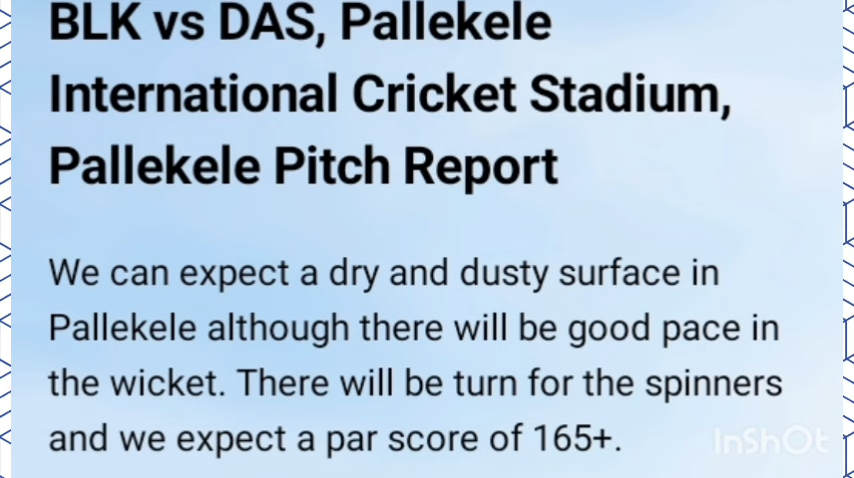 BLK vs DAS, Pallekele
International Cricket Stadium,
Pallekele Pitch Report
We can expect a dry and dusty surface in
Pallekele although there will be good pace in
the wicket. There will be turn for the spinners
and we expect a par score of 165+.
InShOt